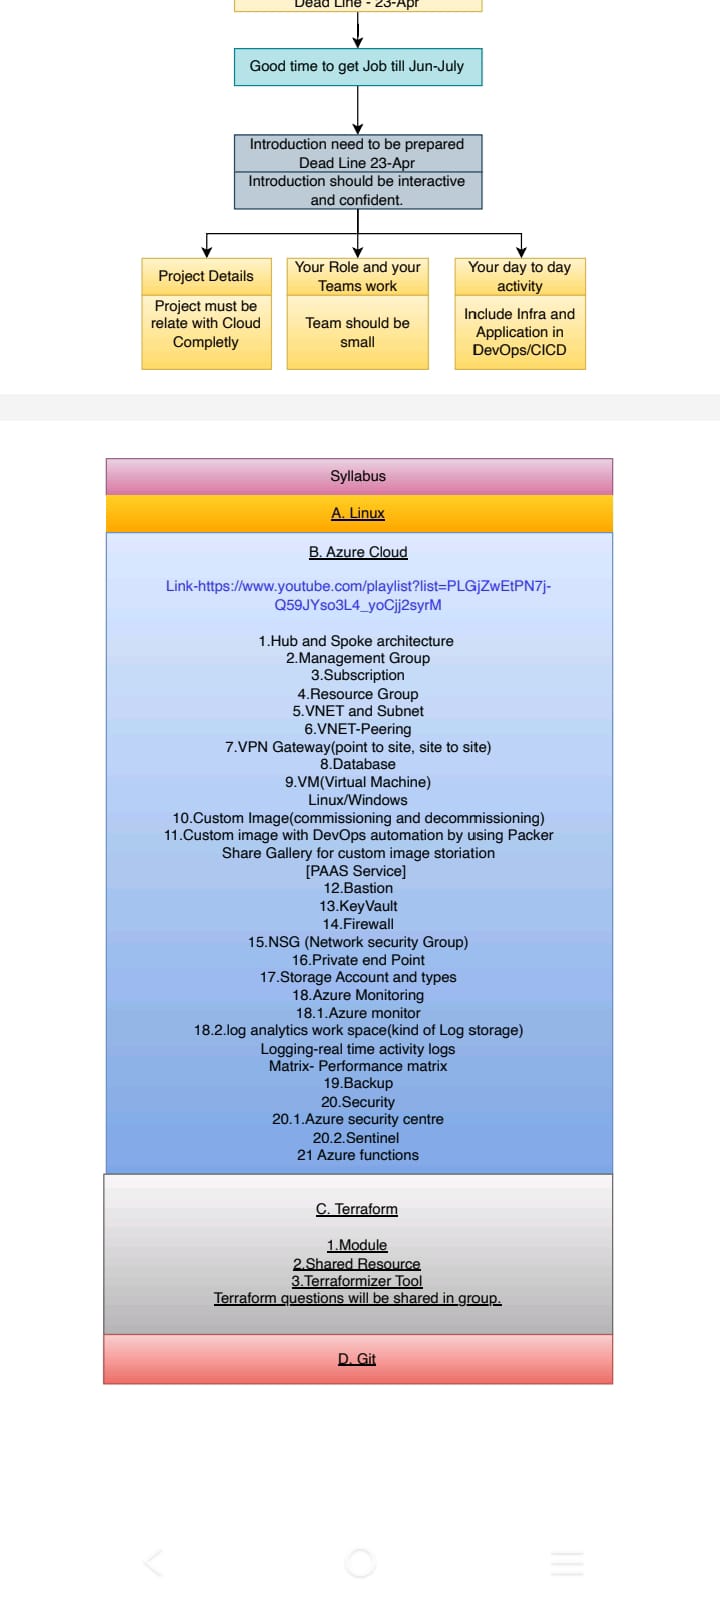 Dead Line - 23-Apr
Good time to get Job till Jun-July
Introduction need to be prepared
Dead Line 23-Apr
Introduction should be interactive
and confident.
Project Details
Project must be
relate with Cloud
Completly
Your Role and your
Teams work
Team should be
small
Your day to day
activity
Include Infra and
Application in
DevOps/CICD
Syllabus
A. Linux
B. Azure Cloud
Link-https://www.youtube.com/playlist?list=PLGjZwEtPN7j-
Q59JYso3L4_yoCjj2syrM
1.Hub and Spoke architecture
2.Management Group
3.Subscription
4.Resource Group
5.VNET and Subnet
6.VNET-Peering
7.VPN Gateway(point to site, site to site)
8.Database
9.VM(Virtual Machine)
Linux/Windows
10.Custom Image(commissioning and decommissioning)
11.Custom image with DevOps automation by using Packer
Share Gallery for custom image storiation
[PAAS Service]
12.Bastion
13.KeyVault
14.Firewall
15.NSG (Network security Group)
16.Private end Point
17.Storage Account and types
18.Azure Monitoring
18.1.Azure monitor
18.2.log analytics work space(kind of Log storage)
Logging-real time activity logs
Matrix- Performance matrix
19.Backup
20.Security
20.1.Azure security centre
20.2.Sentinel
21 Azure functions
C. Terraform
1.Module
2.Shared Resource
3.Terraformizer Tool
Terraform questions will be shared in group.
D. Git